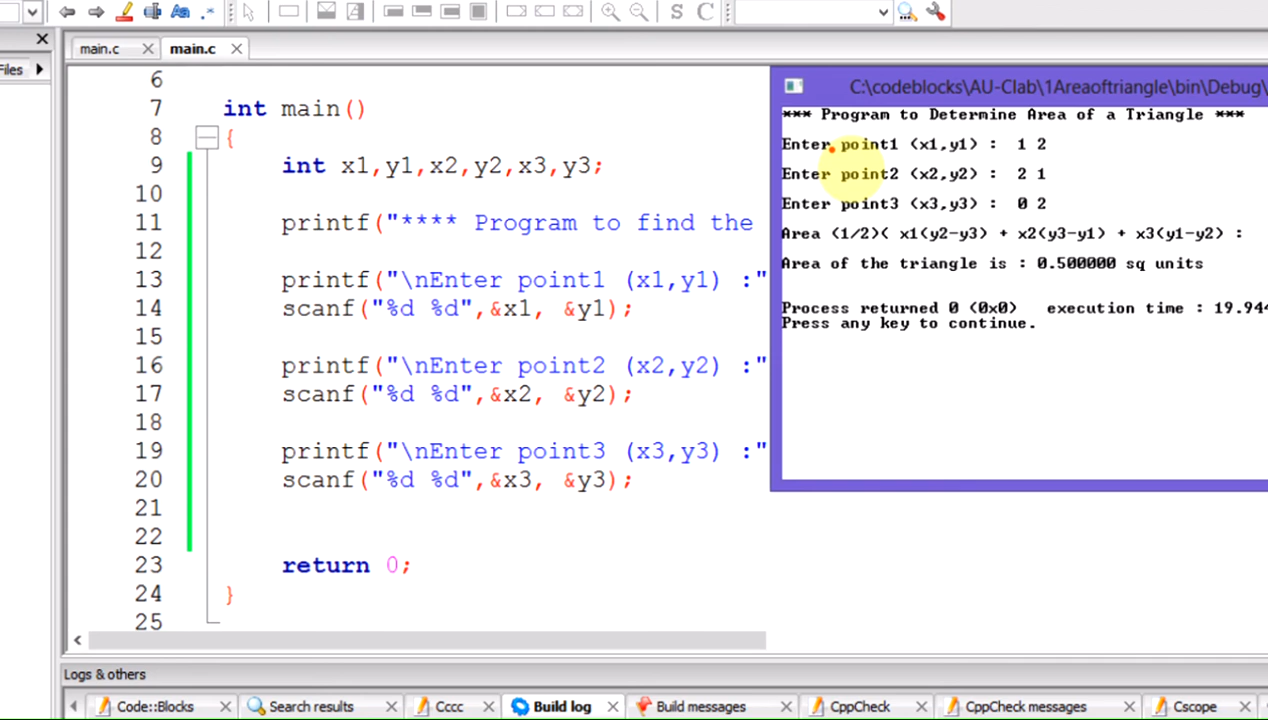 Files
main.c
main.c
6
7 int main()
8 {
9 int x1,y1,x2,y2,x3,y3;
10
11 printf("**** Program to find the
12
13 printf("\nEnter point1 (x1,y1) :"
14 scanf("%d %d",&x1, &y1);
15
16 printf("\nEnter point2 (x2,y2) :"
17 scanf("%d %d",&x2, &y2);
18
19 printf("\nEnter point3 (x3,y3) :"
20 scanf("%d %d",&x3, &y3);
21
22
23 return 0;
24 }
25
C:\codeblocks\AU-Clab\1Areaoftriangle\bin\Debug\
*** Program to Determine Area of a Triangle ***
Enter point1 (x1,y1) : 1 2
Enter point2 (x2,y2) : 2 1
Enter point3 (x3,y3) : 0 2
Area (1/2)( x1(y2-y3) + x2(y3-y1) + x3(y1-y2) :
Area of the triangle is : 0.500000 sq units
Process returned 0 (0x0) execution time : 19.944
Press any key to continue.
Logs & others
Code::Blocks Search results Cccc Build log Build messages CppCheck CppCheck messages Cscope